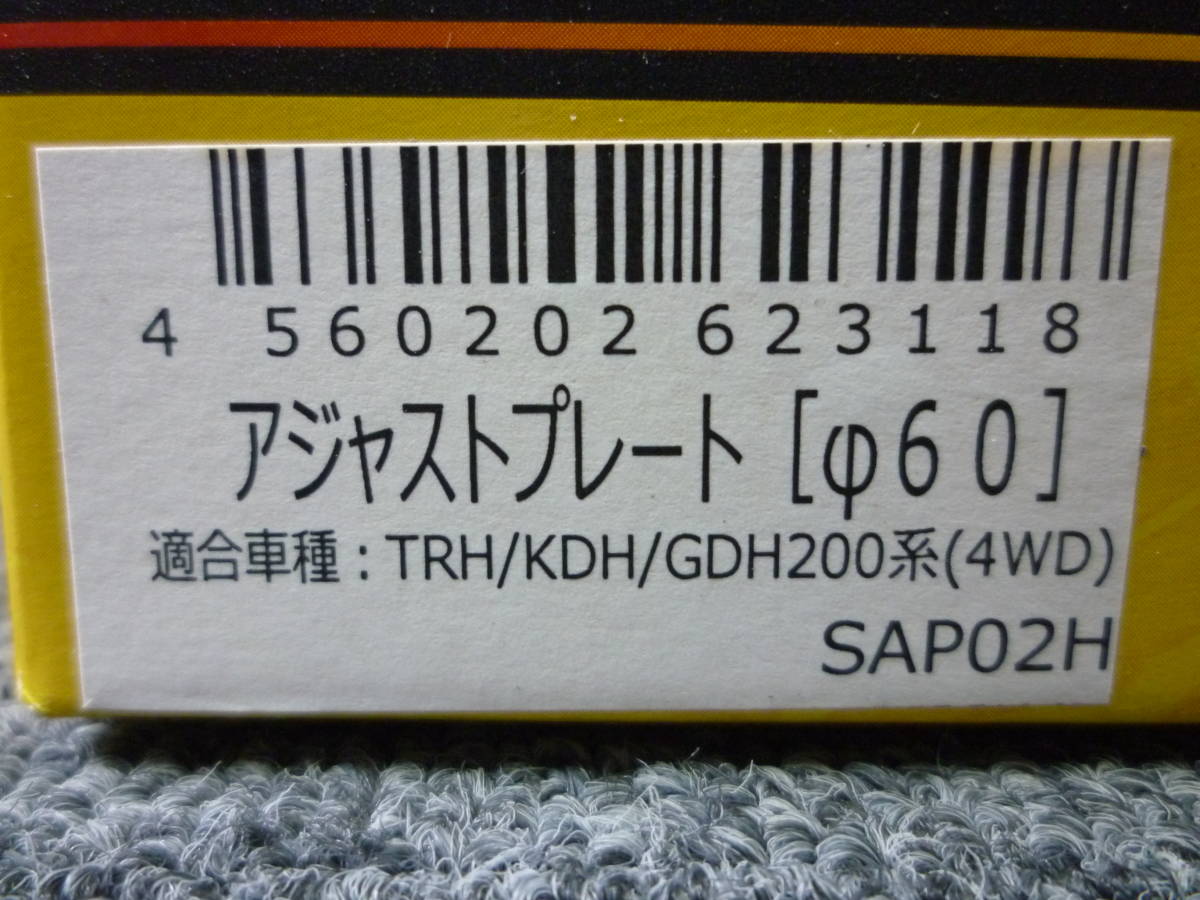 4 560202 623118
アジャストプレート [φ60]
適合車種：TRH/KDH/GDH200系(4WD)
SAP02H